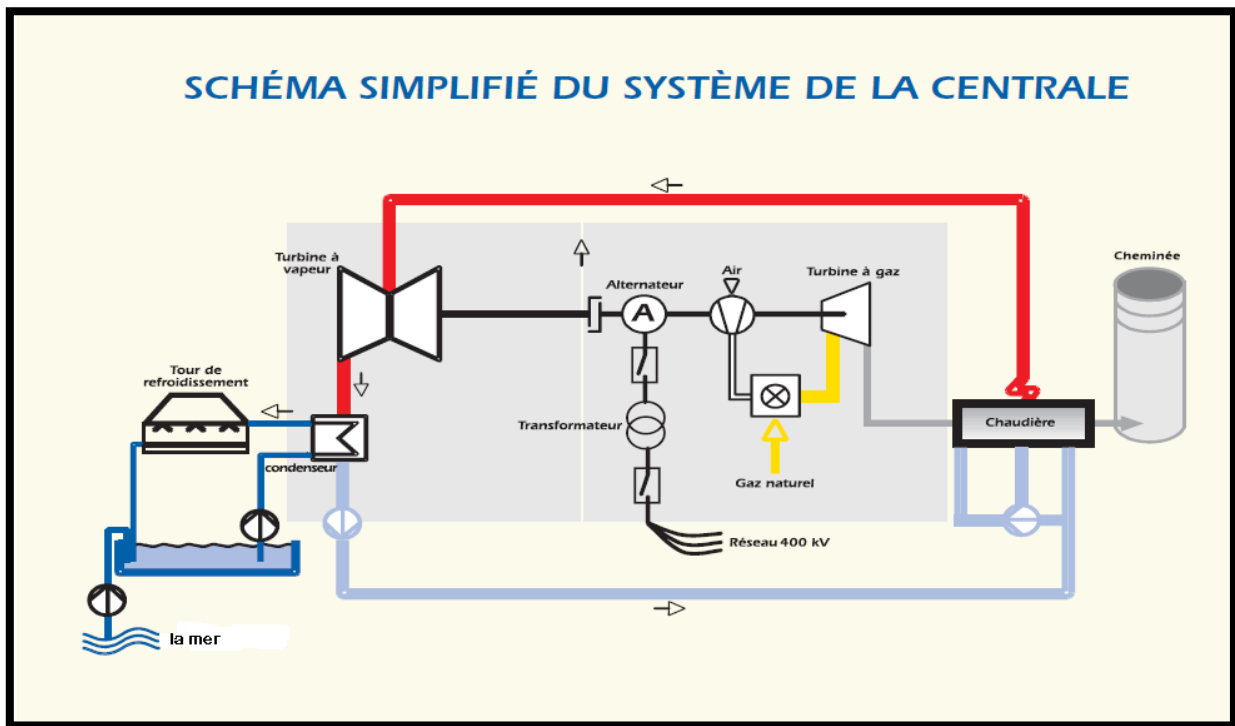 SCHÉMA SIMPLIFIÉ DU SYSTÈME DE LA CENTRALE
Turbine à
vapeur
Alternateur
Air
Turbine à gaz
Cheminée
A
Tour de
refroidissement
Transformateur
Chaudière
condenseur
Gaz naturel
Réseau 400 kV
la mer